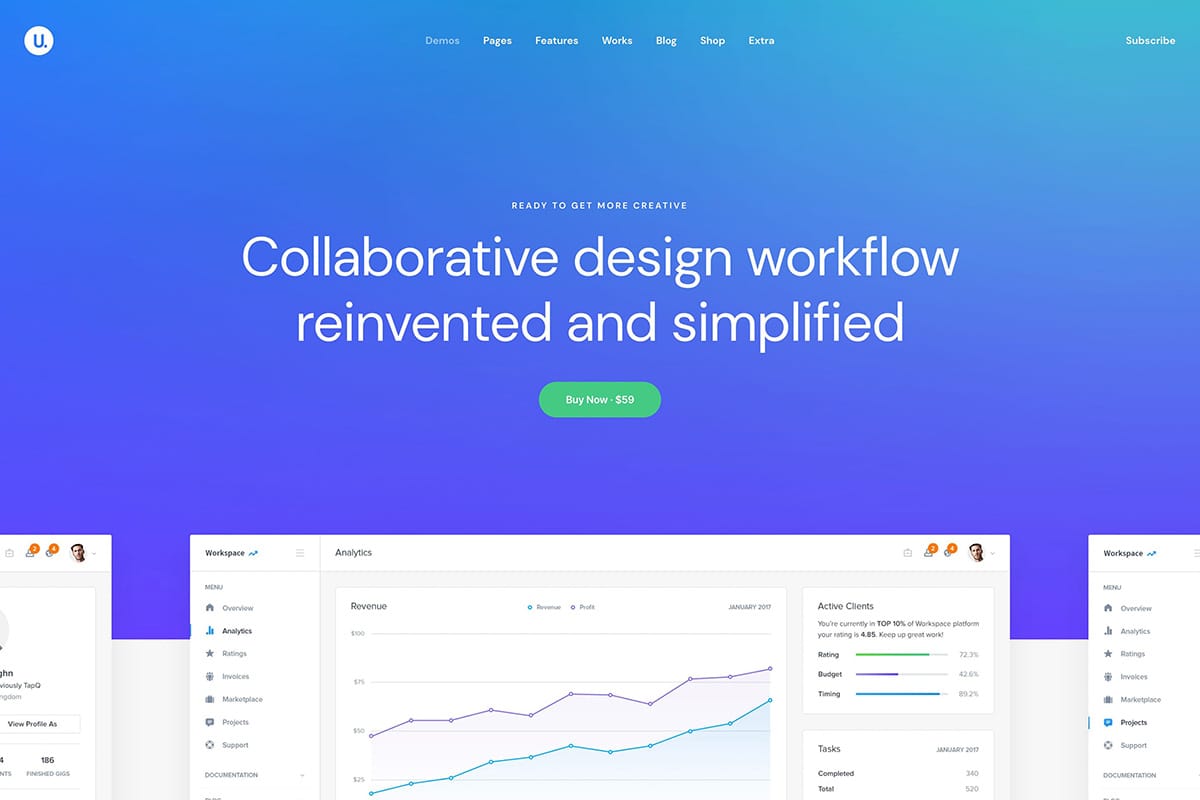 U.
Demos Pages Features Works Blog Shop Extra
Subscribe
READY TO GET MORE CREATIVE
Collaborative design workflow
reinvented and simplified
Buy Now · $59
2 4
ghn
viously TapQ
ngdom
View Profile As
4 186
NTS FINISHED GIGS
Workspace
MENU
Overview
Analytics
Ratings
Invoices
Marketplace
Projects
Support
DOCUMENTATION
Analytics
2 4
Revenue
Revenue Profit
JANUARY 2017
$100
$75
$50
$25
Active Clients
You're currently in TOP 10% of Workspace platform
your rating is 4.85. Keep up great work!
Rating 72.3%
Budget 42.6%
Timing 89.2%
Tasks JANUARY 2017
Completed 340
Total 520
Workspace
MENU
Overview
Analytics
Ratings
Invoices
Marketplace
Projects
Support
DOCUMENTATION